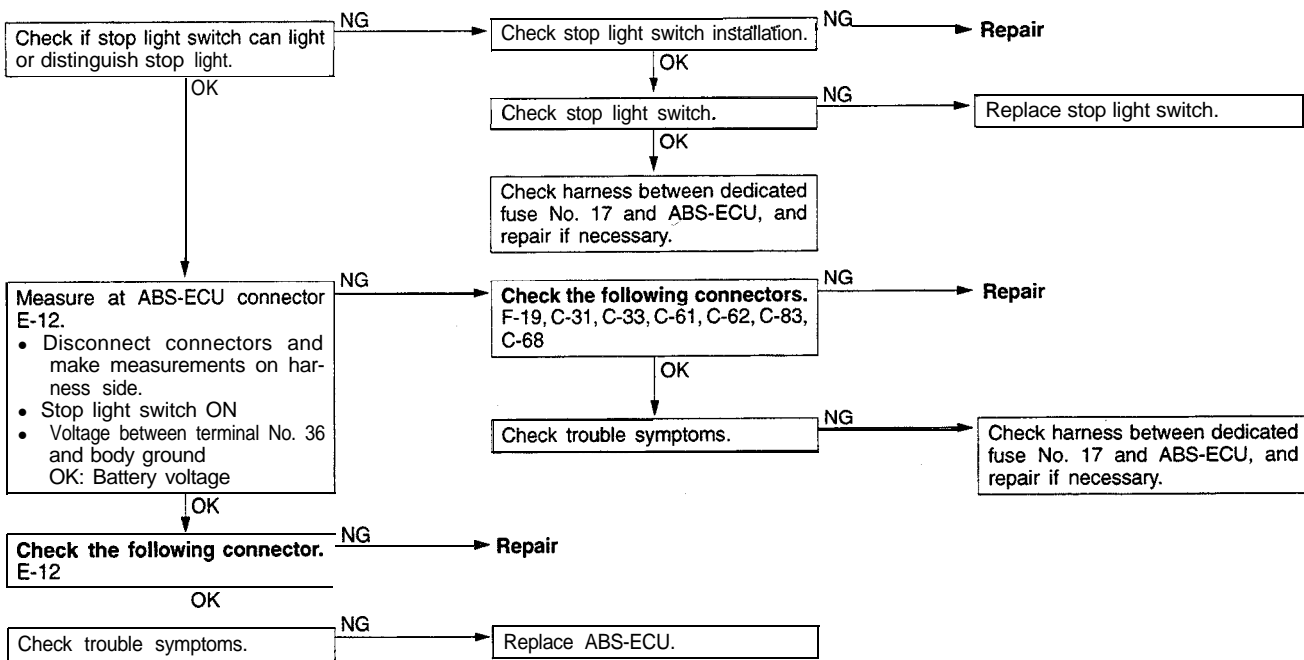 Check if stop light switch can light
or distinguish stop light.
NG
OK
Check stop light switch installation.
NG
Repair
OK
Check stop light switch.
NG
Replace stop light switch.
OK
Check harness between dedicated
fuse No. 17 and ABS-ECU, and
repair if necessary.
Measure at ABS-ECU connector
E-12.
• Disconnect connectors and
make measurements on har-
ness side.
• Stop light switch ON
• Voltage between terminal No. 36
and body ground
OK: Battery voltage
NG
OK
Check the following connectors.
F-19, C-31, C-33, C-61, C-62, C-83,
C-68
NG
Repair
OK
Check trouble symptoms.
NG
Check harness between dedicated
fuse No. 17 and ABS-ECU, and
repair if necessary.
Check the following connector.
E-12
NG
Repair
OK
Check trouble symptoms.
NG
Replace ABS-ECU.